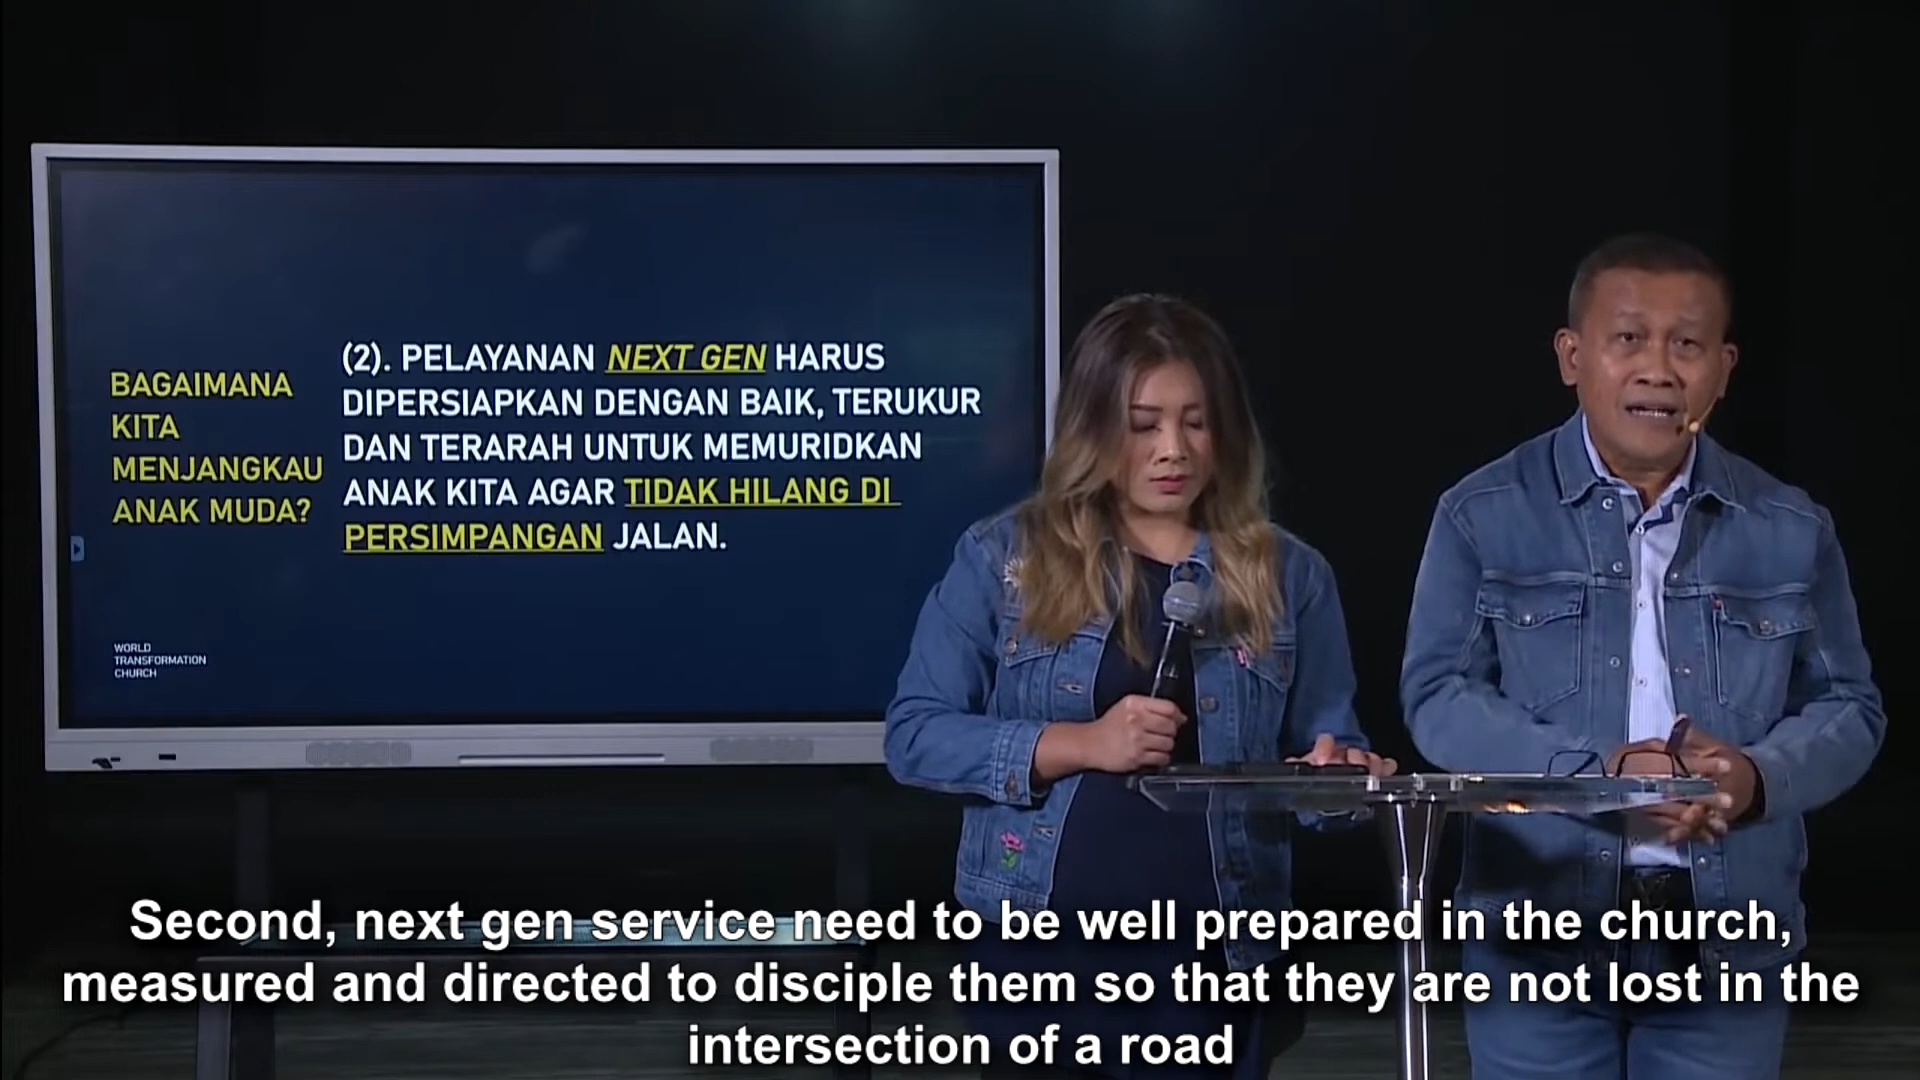 BAGAIMANA
KITA
MENJANGKAU
ANAK MUDA?
(2). PELAYANAN NEXT GEN HARUS
DIPERSIAPKAN DENGAN BAIK, TERUKUR
DAN TERARAH UNTUK MEMURIDKAN
ANAK KITA AGAR TIDAK HILANG DI
PERSIMPANGAN JALAN.
WORLD
TRANSFORMATION
CHURCH
Second, next gen service need to be well prepared in the church,
measured and directed to disciple them so that they are not lost in the
intersection of a road